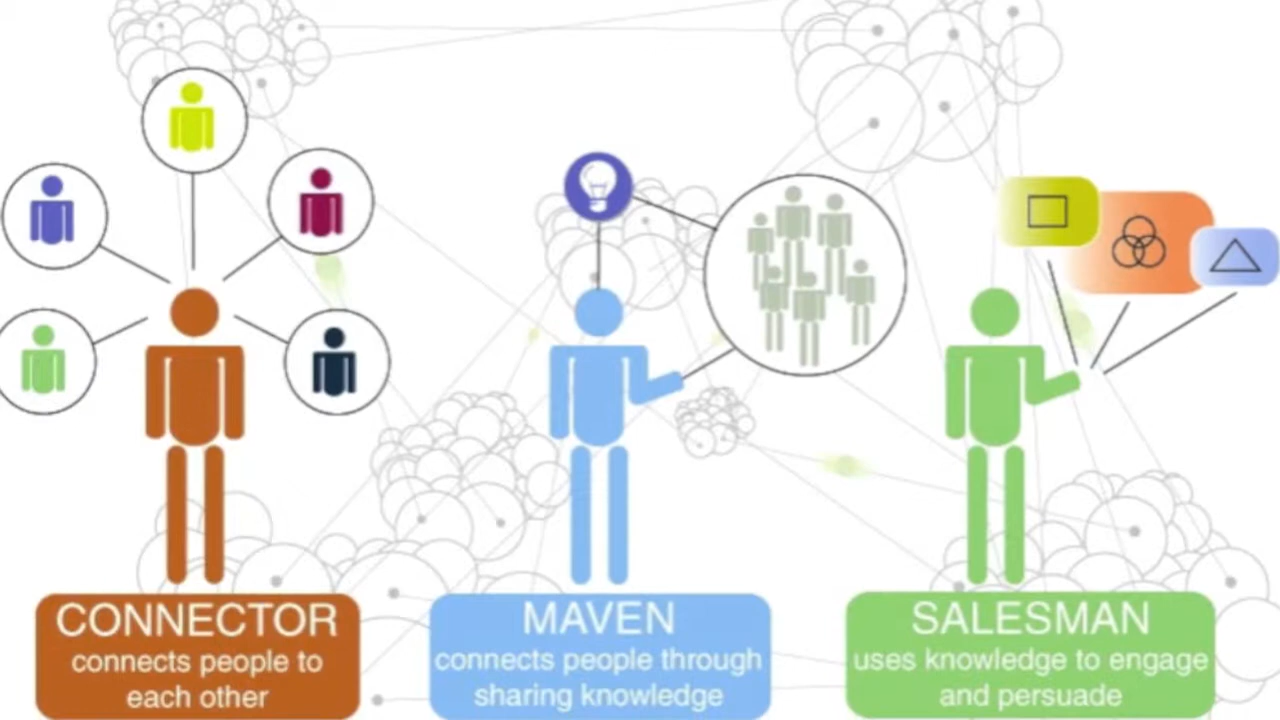 CONNECTOR
connects people to
each other
MAVEN
connects people through
sharing knowledge
SALESMAN
uses knowledge to engage
and persuade